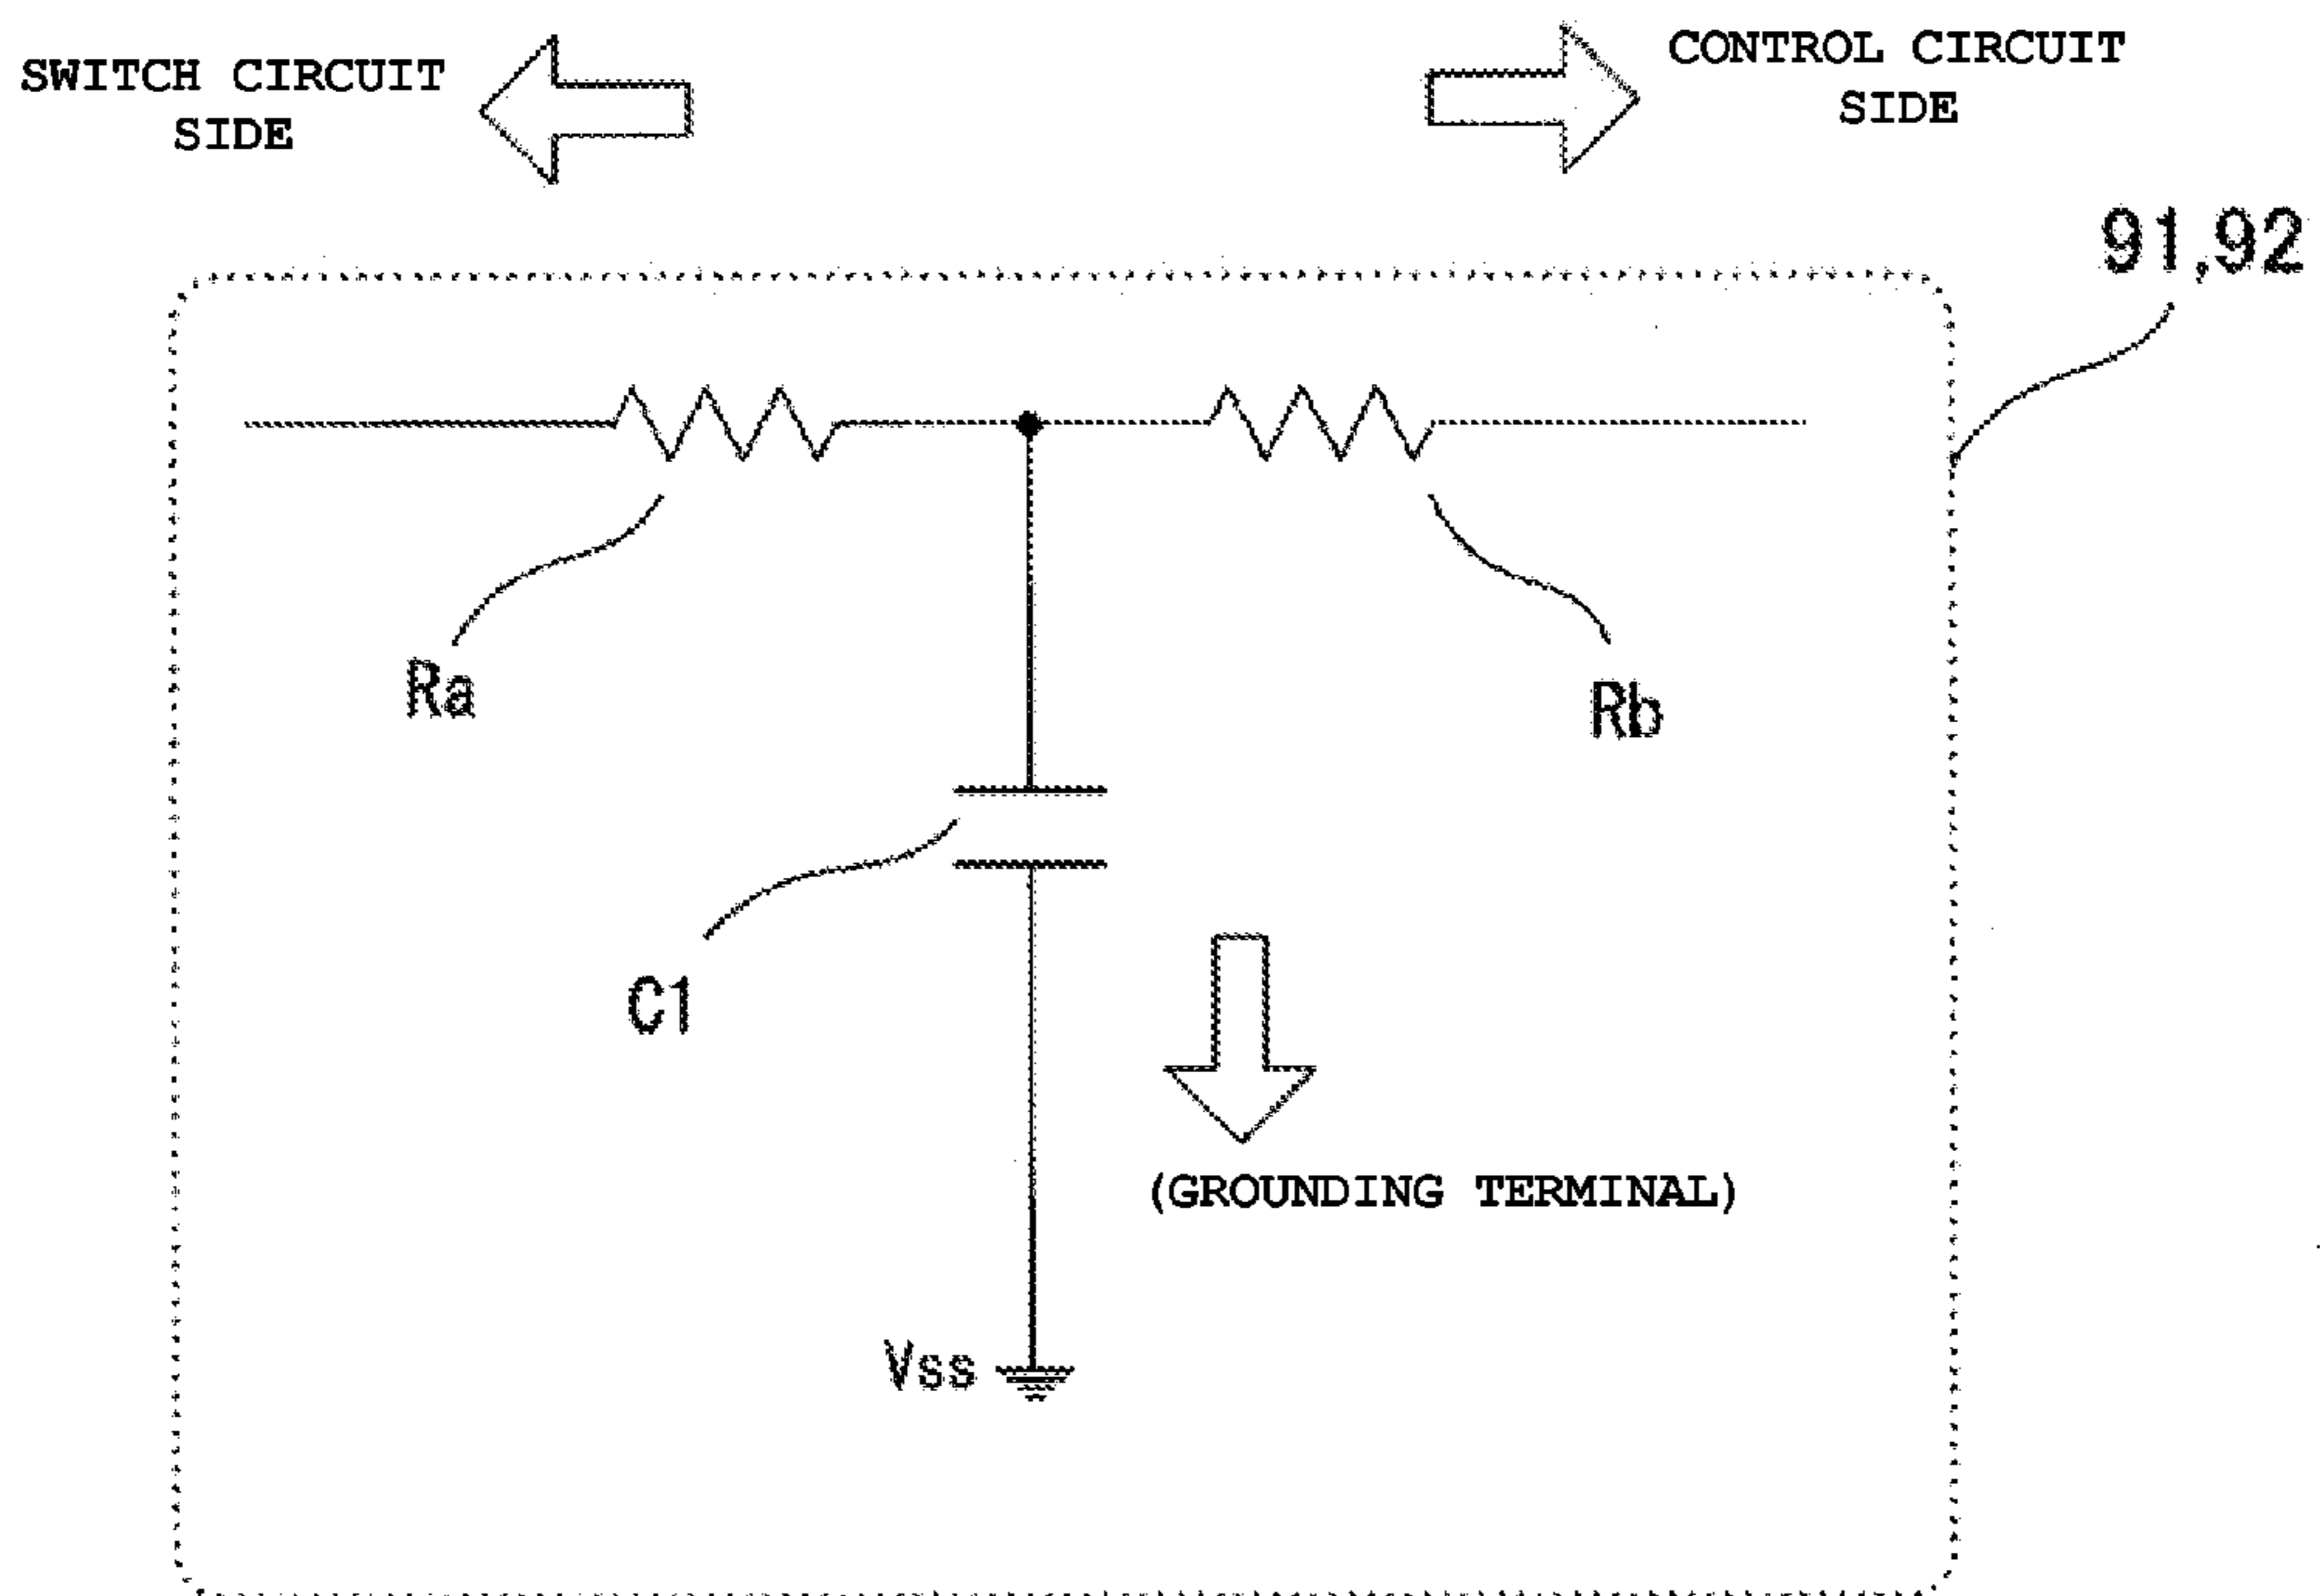 SWITCH CIRCUIT
SIDE
CONTROL CIRCUIT
SIDE
91,92
Ra
Rb
C1
(GROUNDING TERMINAL)
Vss